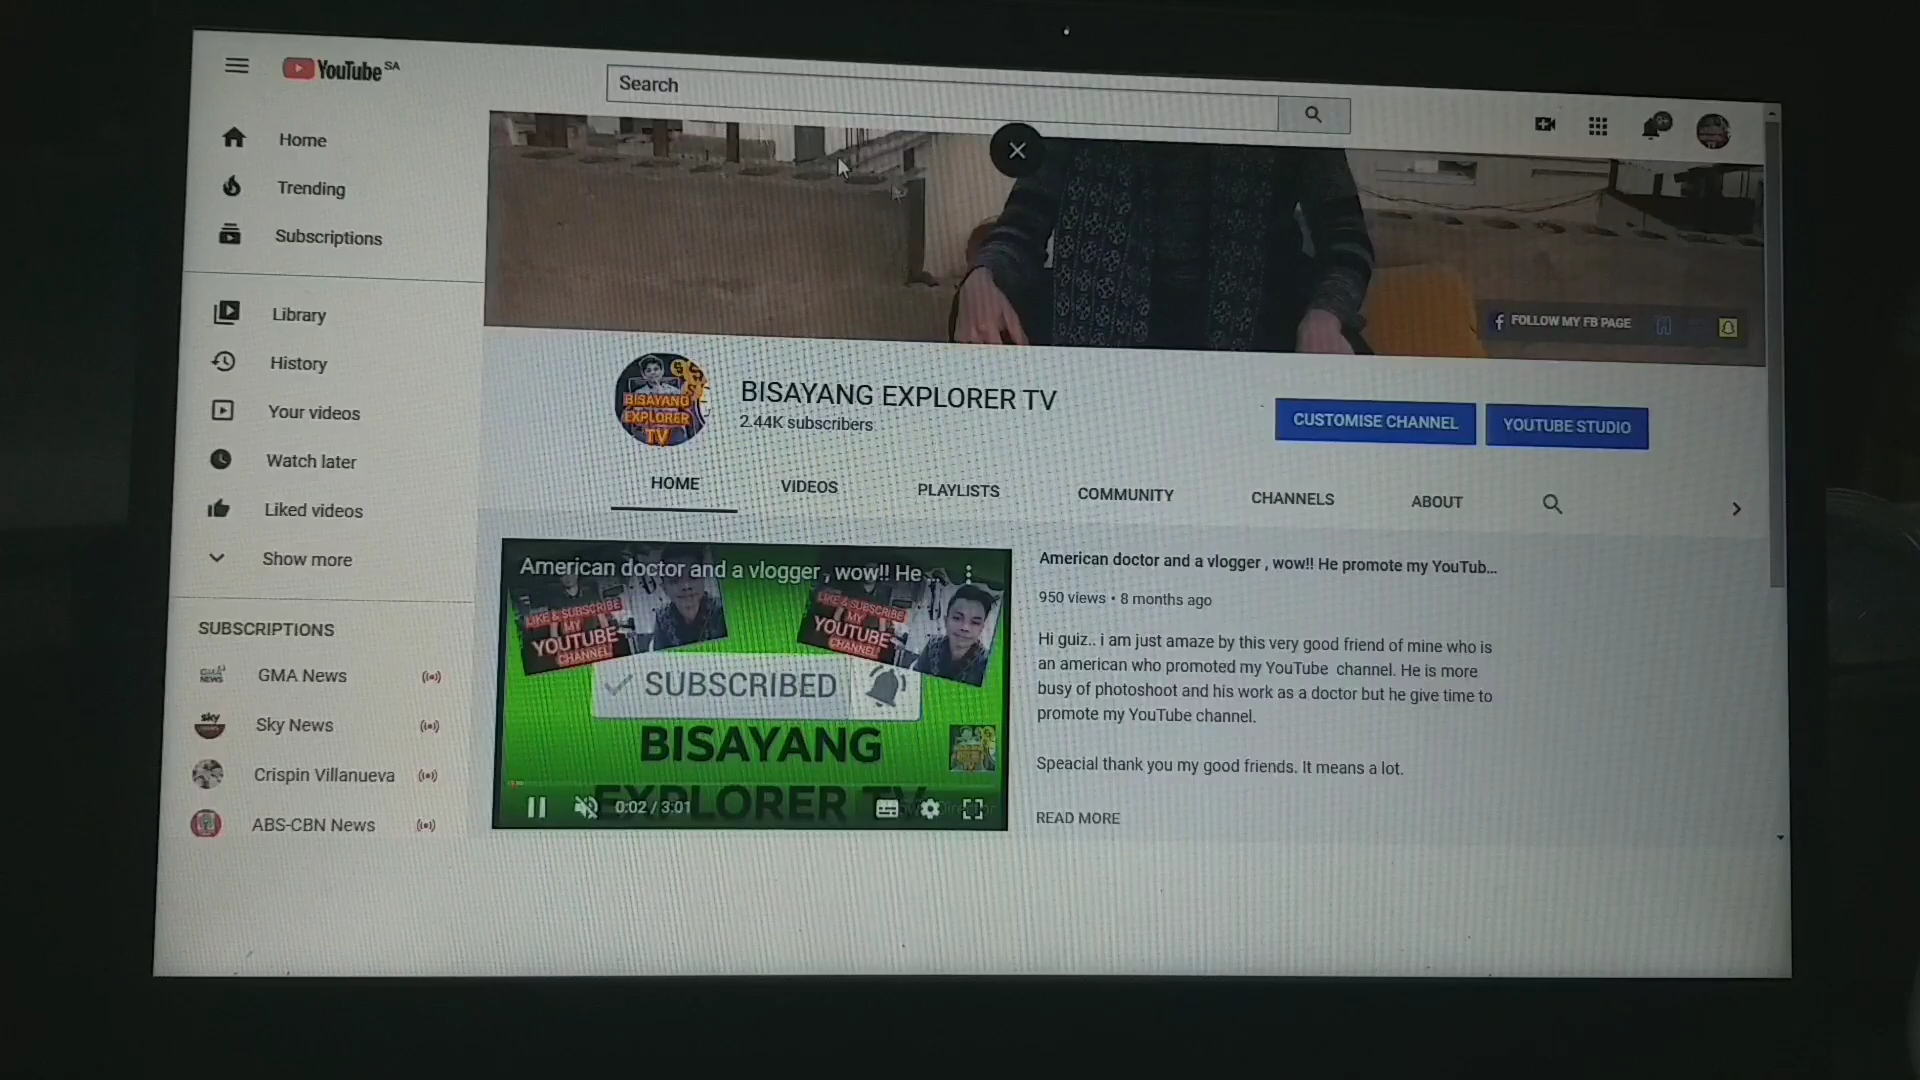 YouTube SA
Search
Home
Trending
Subscriptions
Library
History
Your videos
Watch later
Liked videos
Show more
SUBSCRIPTIONS
GMA News
Sky News
Crispin Villanueva
ABS-CBN News
FOLLOW MY FB PAGE
BISAYANG
EXPLORER
TV
BISAYANG EXPLORER TV
2.44K subscribers
CUSTOMISE CHANNEL
YOUTUBE STUDIO
HOME
VIDEOS
PLAYLISTS
COMMUNITY
CHANNELS
ABOUT
American doctor and a vlogger , wow!! He ...
LIKE & SUBSCRIBE
MY
YOUTUBE
CHANNEL
LIKE & SUBSCRIBE
MY
YOUTUBE
CHANNEL
SUBSCRIBED
BISAYANG
EXPLORER TV
0:02 / 3:01
American doctor and a vlogger , wow!! He promote my YouTub...
950 views • 8 months ago
Hi guiz.. i am just amaze by this very good friend of mine who is
an american who promoted my YouTube channel. He is more
busy of photoshoot and his work as a doctor but he give time to
promote my YouTube channel.
Speacial thank you my good friends. It means a lot.
READ MORE